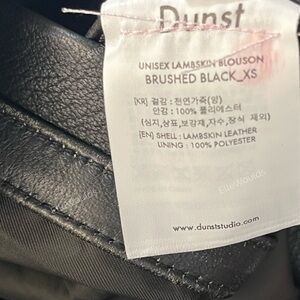 Dunst
UNISEX LAMBSKIN BLOUSON
BRUSHED BLACK_XS
[KR] 겉감 : 천연가죽(양)
안감 : 100% 폴리에스터
(심지,상표,보강재,자수,장식 제외)
[EN] SHELL : LAMBSKIN LEATHER
LINING : 100% POLYESTER
www.dunststudio.com